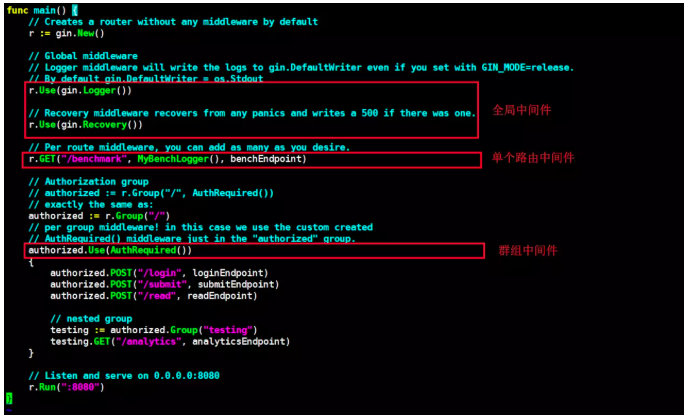 func main() {
    // Creates a router without any middleware by default
    r := gin.New()
    // Global middleware
    // Logger middleware will write the logs to gin.DefaultWriter even if you set with GIN_MODE=release.
    // By default gin.DefaultWriter = os.Stdout
    r.Use(gin.Logger())
    全局中间件
    // Recovery middleware recovers from any panics and writes a 500 if there was one.
    r.Use(gin.Recovery())
    // Per route middleware, you can add as many as you desire.
    r.GET("/benchmark", MyBenchLogger(), benchEndpoint)
    单个路由中间件
    // Authorization group
    // authorized := r.Group("/", AuthRequired())
    // exactly the same as:
    authorized := r.Group("/")
    // per group middleware! in this case we use the custom created
    // AuthRequired() middleware just in the "authorized" group.
    authorized.Use(AuthRequired())
    群组中间件
    {
        authorized.POST("/login", loginEndpoint)
        authorized.POST("/submit", submitEndpoint)
        authorized.POST("/read", readEndpoint)
        // nested group
        testing := authorized.Group("testing")
        testing.GET("/analytics", analyticsEndpoint)
    }
    // Listen and serve on 0.0.0.0:8080
    r.Run(":8080")
}
~